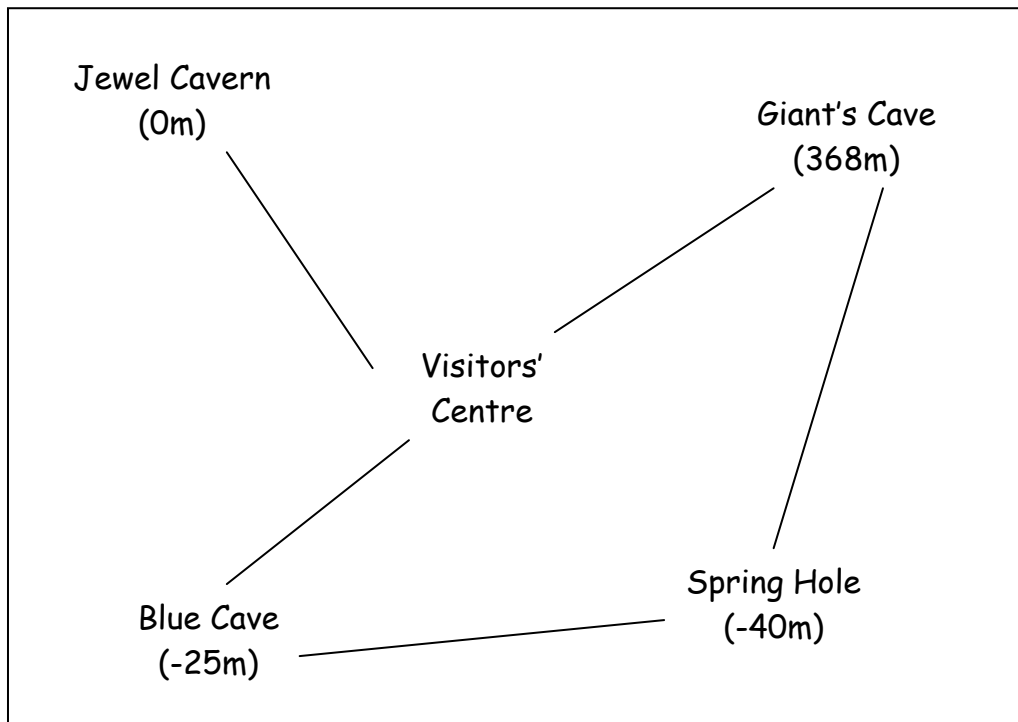 Jewel Cavern
(0m)
Giant's Cave
(368m)
Visitors'
Centre
Blue Cave
(-25m)
Spring Hole
(-40m)